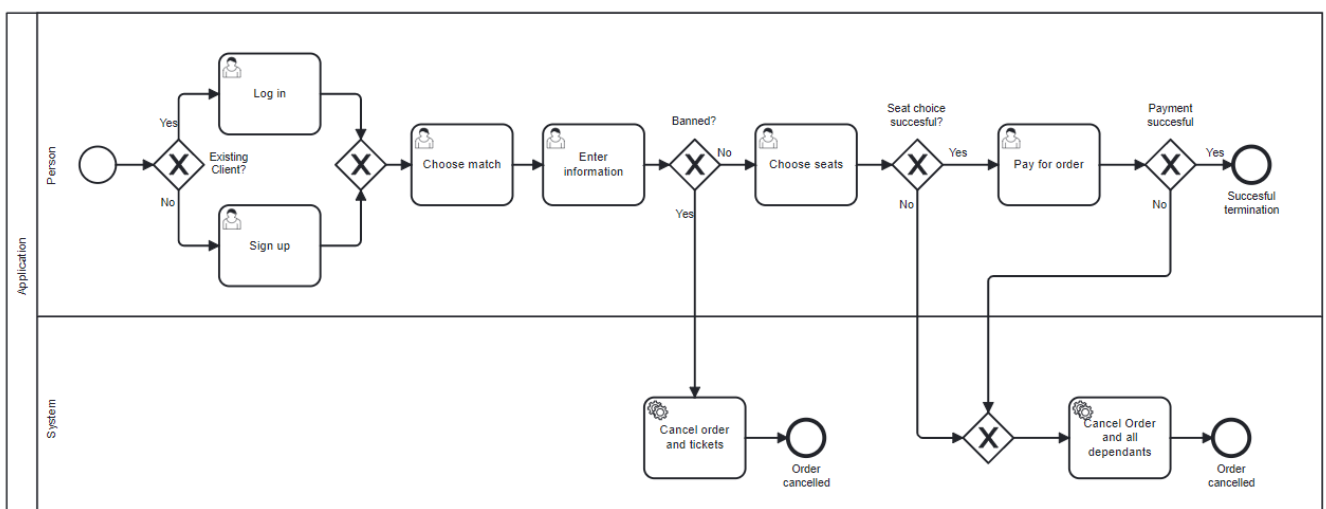 Application
Person
Existing
Client?
Yes
No
Log in
Sign up
Choose match
Enter
information
Banned?
No
Yes
Choose seats
Seat choice
succesful?
Yes
No
Pay for order
Payment
succesful
Yes
No
Succesful
termination
System
Cancel order
and tickets
Order
cancelled
Cancel Order
and all
dependants
Order
cancelled